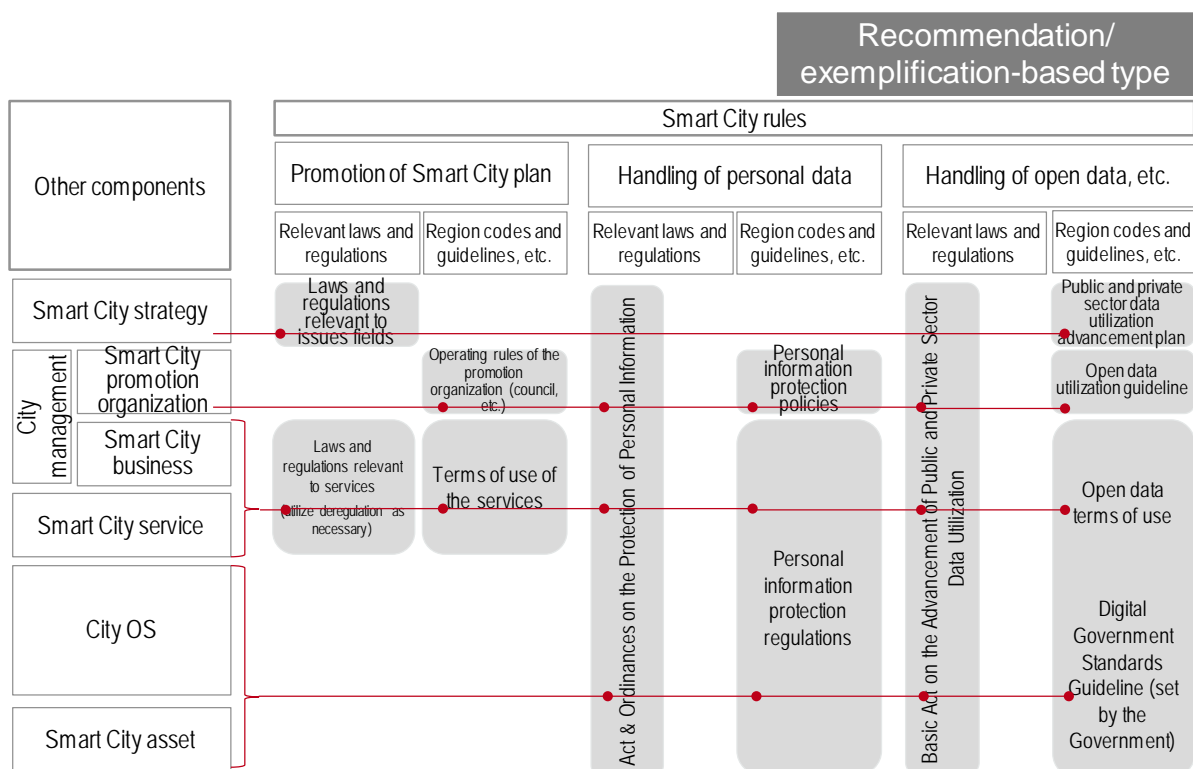 Recommendation/
exemplification-based type
Other components
Smart City rules
Promotion of Smart City plan
Handling of personal data
Handling of open data, etc.
Relevant laws and
regulations
Region codes and
guidelines, etc.
Relevant laws and
regulations
Region codes and
guidelines, etc.
Relevant laws and
regulations
Region codes and
guidelines, etc.
Smart City strategy
Laws and
regulations
relevant to
issues fields
Public and private
sector data
utilization
advancement plan
City
management
Smart City
promotion
organization
Operating rules of the
promotion
organization (council,
etc.)
Personal
information
protection
policies
Open data
utilization guideline
Smart City
business
Smart City service
Laws and
regulations relevant
to services
(utilize deregulation as
necessary)
Terms of use of
the services
Act & Ordinances on the Protection of Personal Information
Basic Act on the Advancement of Public and Private Sector
Data Utilization
Open data
terms of use
City OS
Personal
information
protection
regulations
Digital
Government
Standards
Guideline (set
by the
Government)
Smart City asset